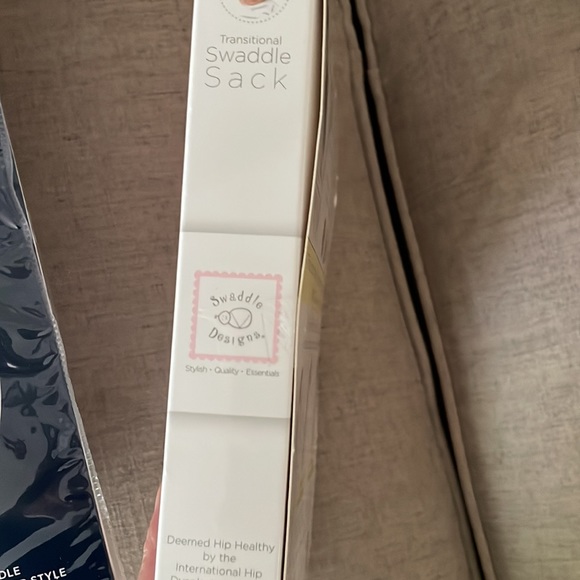 Transitional
Swaddle
Sack
Swaddle
Designs
Stylish • Quality • Essentials
Deemed Hip Healthy
by the
International Hip
STYLE